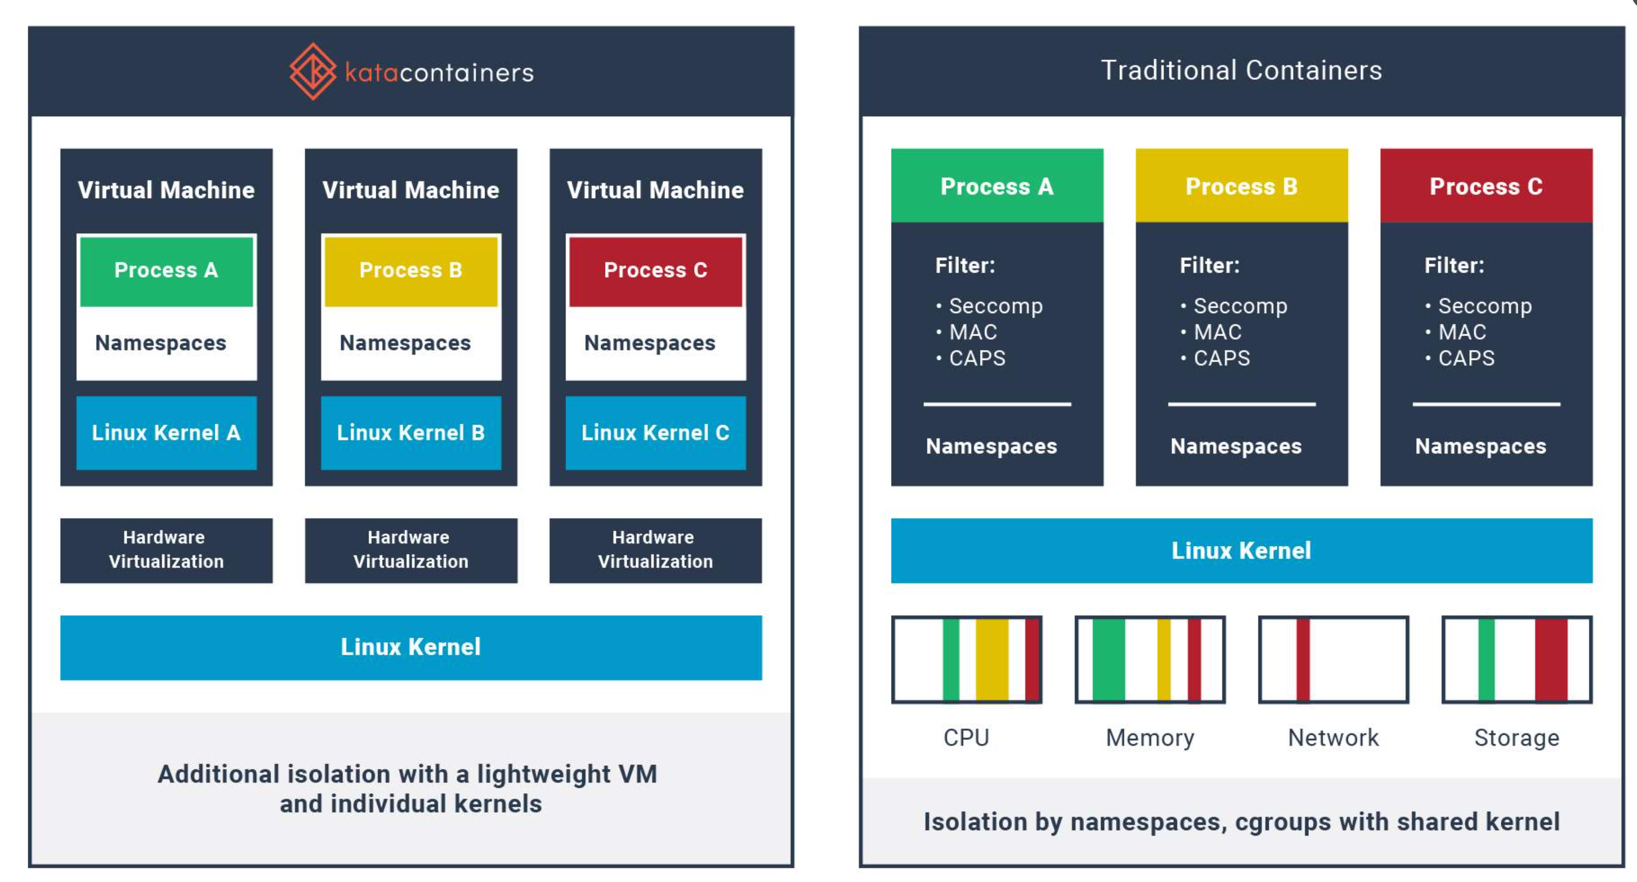 katacontainers
Virtual Machine
Process A
Namespaces
Linux Kernel A
Virtual Machine
Process B
Namespaces
Linux Kernel B
Virtual Machine
Process C
Namespaces
Linux Kernel C
Hardware
Virtualization
Hardware
Virtualization
Hardware
Virtualization
Linux Kernel
Additional isolation with a lightweight VM
and individual kernels
Traditional Containers
Process A
Filter:
• Seccomp
• MAC
• CAPS
Namespaces
Process B
Filter:
• Seccomp
• MAC
• CAPS
Namespaces
Process C
Filter:
• Seccomp
• MAC
• CAPS
Namespaces
Linux Kernel
CPU
Memory
Network
Storage
Isolation by namespaces, cgroups with shared kernel